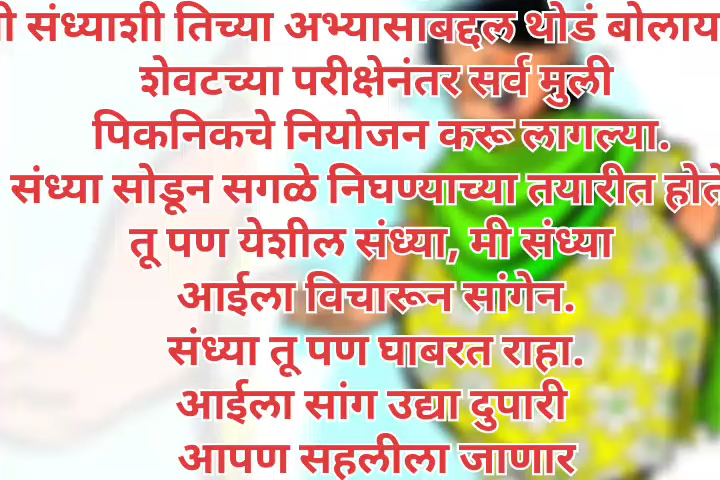 मी संध्याशी तिच्या अभ्यासाबद्दल थोडं बोलाय
शेवटच्या परीक्षेनंतर सर्व मुली
पिकनिकचे नियोजन करू लागल्या.
संध्या सोडून सगळे निघण्याच्या तयारीत होते
तू पण येशील संध्या, मी संध्या
आईला विचारून सांगेन.
संध्या तू पण घाबरत राहा.
आईला सांग उद्या दुपारी
आपण सहलीला जाणार